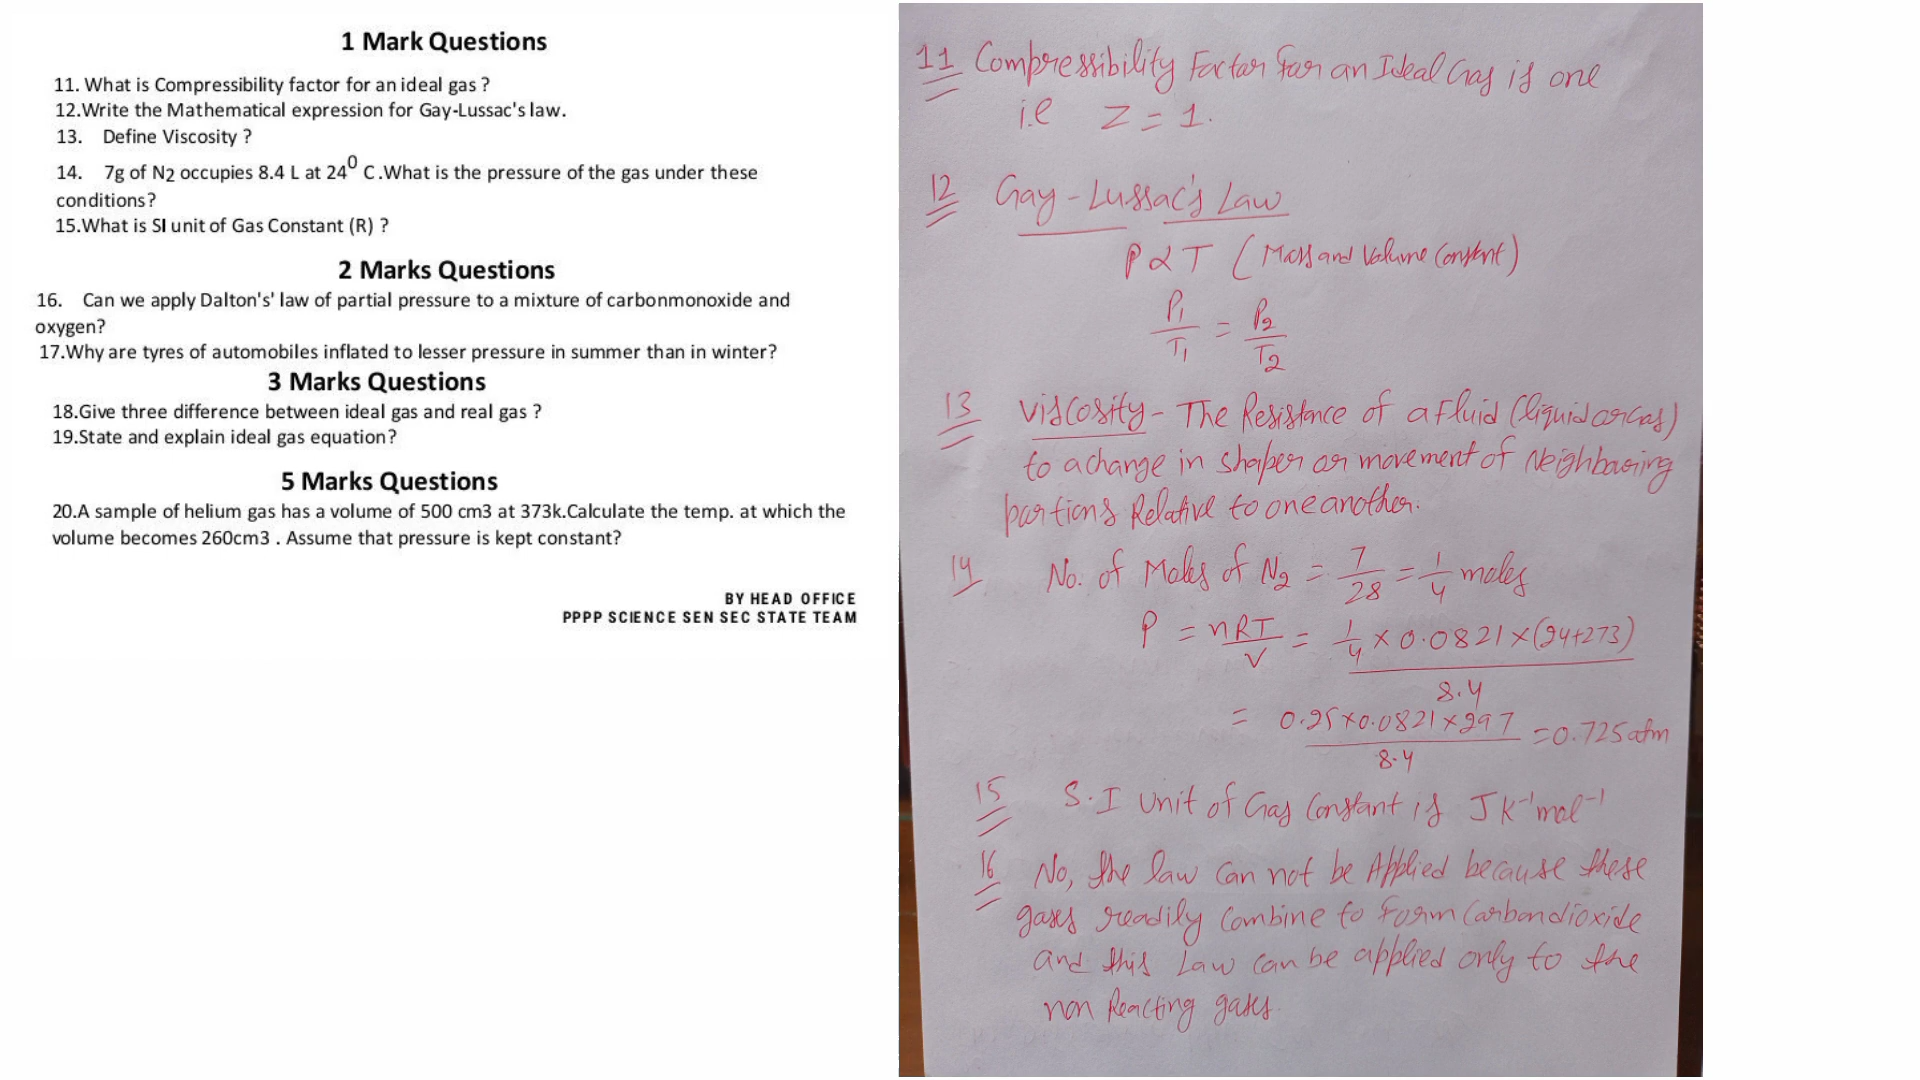 1 Mark Questions
11. What is Compressibility factor for an ideal gas ?
12.Write the Mathematical expression for Gay-Lussac's law.
13. Define Viscosity ?
14. 7g of N2 occupies 8.4 L at 24⁰ C.What is the pressure of the gas under these
conditions?
15.What is SI unit of Gas Constant (R) ?
2 Marks Questions
16. Can we apply Dalton's' law of partial pressure to a mixture of carbonmonoxide and
oxygen?
17.Why are tyres of automobiles inflated to lesser pressure in summer than in winter?
3 Marks Questions
18.Give three difference between ideal gas and real gas ?
19.State and explain ideal gas equation?
5 Marks Questions
20.A sample of helium gas has a volume of 500 cm3 at 373k.Calculate the temp. at which the
volume becomes 260cm3 . Assume that pressure is kept constant?
BY HEAD OFFICE
PPPP SCIENCE SEN SEC STATE TEAM
11 Compressibility Factor for an Ideal Gas is one
i.e Z = 1.
12 Gay-Lussac's Law
P ∝ T (Mass and Volume Constant)
P₁/T₁ = P₂/T₂
13 Viscosity - The Resistance of a Fluid (liquid or Gas)
to a change in shaper or movement of Neighbouring
portions Relative to one another.
14 No. of Moles of N₂ = 7/28 = 1/4 moles
P = nRT/V = 1/4 × 0.0821 × (24+273)/8.4
= 0.25×0.0821×297/8.4 = 0.725 atm
15 S.I Unit of Gas Constant is JK⁻¹mol⁻¹
16 No, the law can not be Applied because these
gases readily combine to form Carbondioxide
and this Law can be applied only to the
non Reacting gases.